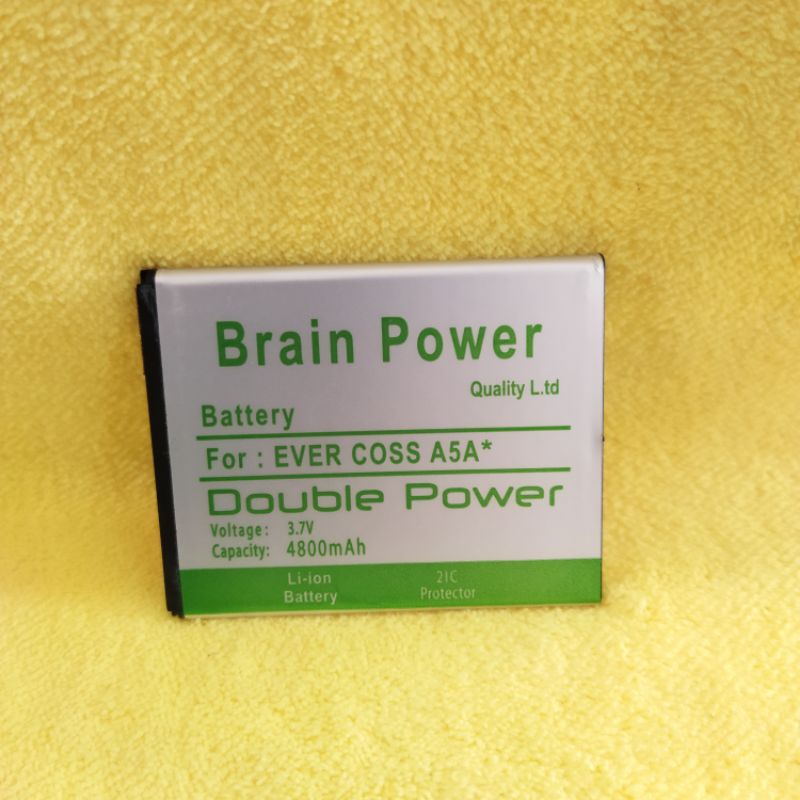 Brain Power
Quality L.td
Battery
For : EVER COSS A5A*
Double Power
Voltage : 3.7V
Capacity: 4800mAh
Li-ion Battery
21C Protector